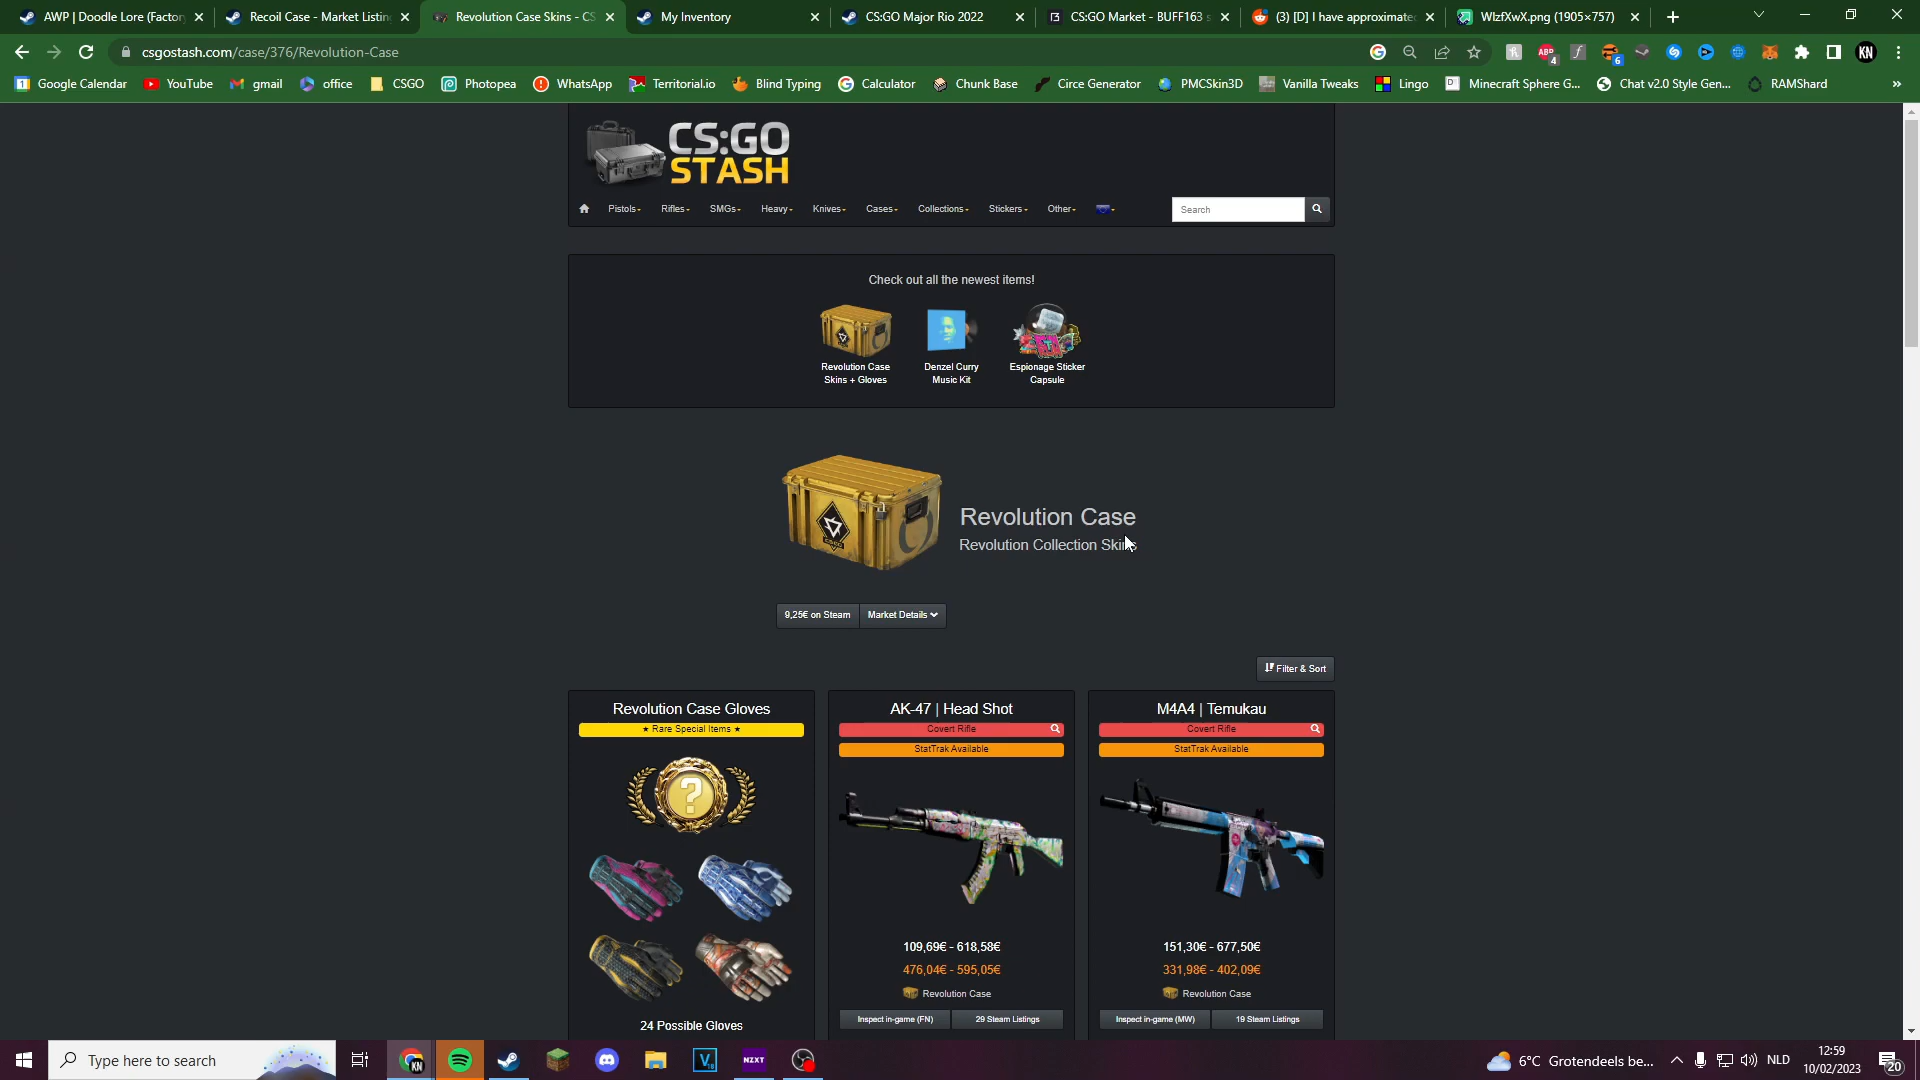 AWP | Doodle Lore (Factor
Recoil Case - Market Listin
Revolution Case Skins - CS
My Inventory
CS:GO Major Rio 2022
CS:GO Market - BUFF163 s
(3) [D] I have approximate
WlzfXwX.png (1905×757)
csgostash.com/case/376/Revolution-Case
Google Calendar
YouTube
gmail
office
CSGO
Photopea
WhatsApp
Territorial.io
Blind Typing
Calculator
Chunk Base
Circe Generator
PMCSkin3D
Vanilla Tweaks
Lingo
Minecraft Sphere G...
Chat v2.0 Style Gen...
RAMShard
CS:GO
STASH
Pistols
Rifles
SMGs
Heavy
Knives
Cases
Collections
Stickers
Other
Search
Check out all the newest items!
Revolution Case
Skins + Gloves
Denzel Curry
Music Kit
Espionage Sticker
Capsule
Revolution Case
Revolution Collection Skins
9,25€ on Steam
Market Details
Filter & Sort
Revolution Case Gloves
★ Rare Special Items ★
24 Possible Gloves
AK-47 | Head Shot
Covert Rifle
StatTrak Available
109,69€ - 618,58€
476,04€ - 595,05€
Revolution Case
Inspect in-game (FN)
29 Steam Listings
M4A4 | Temukau
Covert Rifle
StatTrak Available
151,30€ - 677,50€
331,98€ - 402,09€
Revolution Case
Inspect in-game (MW)
19 Steam Listings
Type here to search
NZXT
6°C Grotendeels be...
NLD
12:59
10/02/2023
20